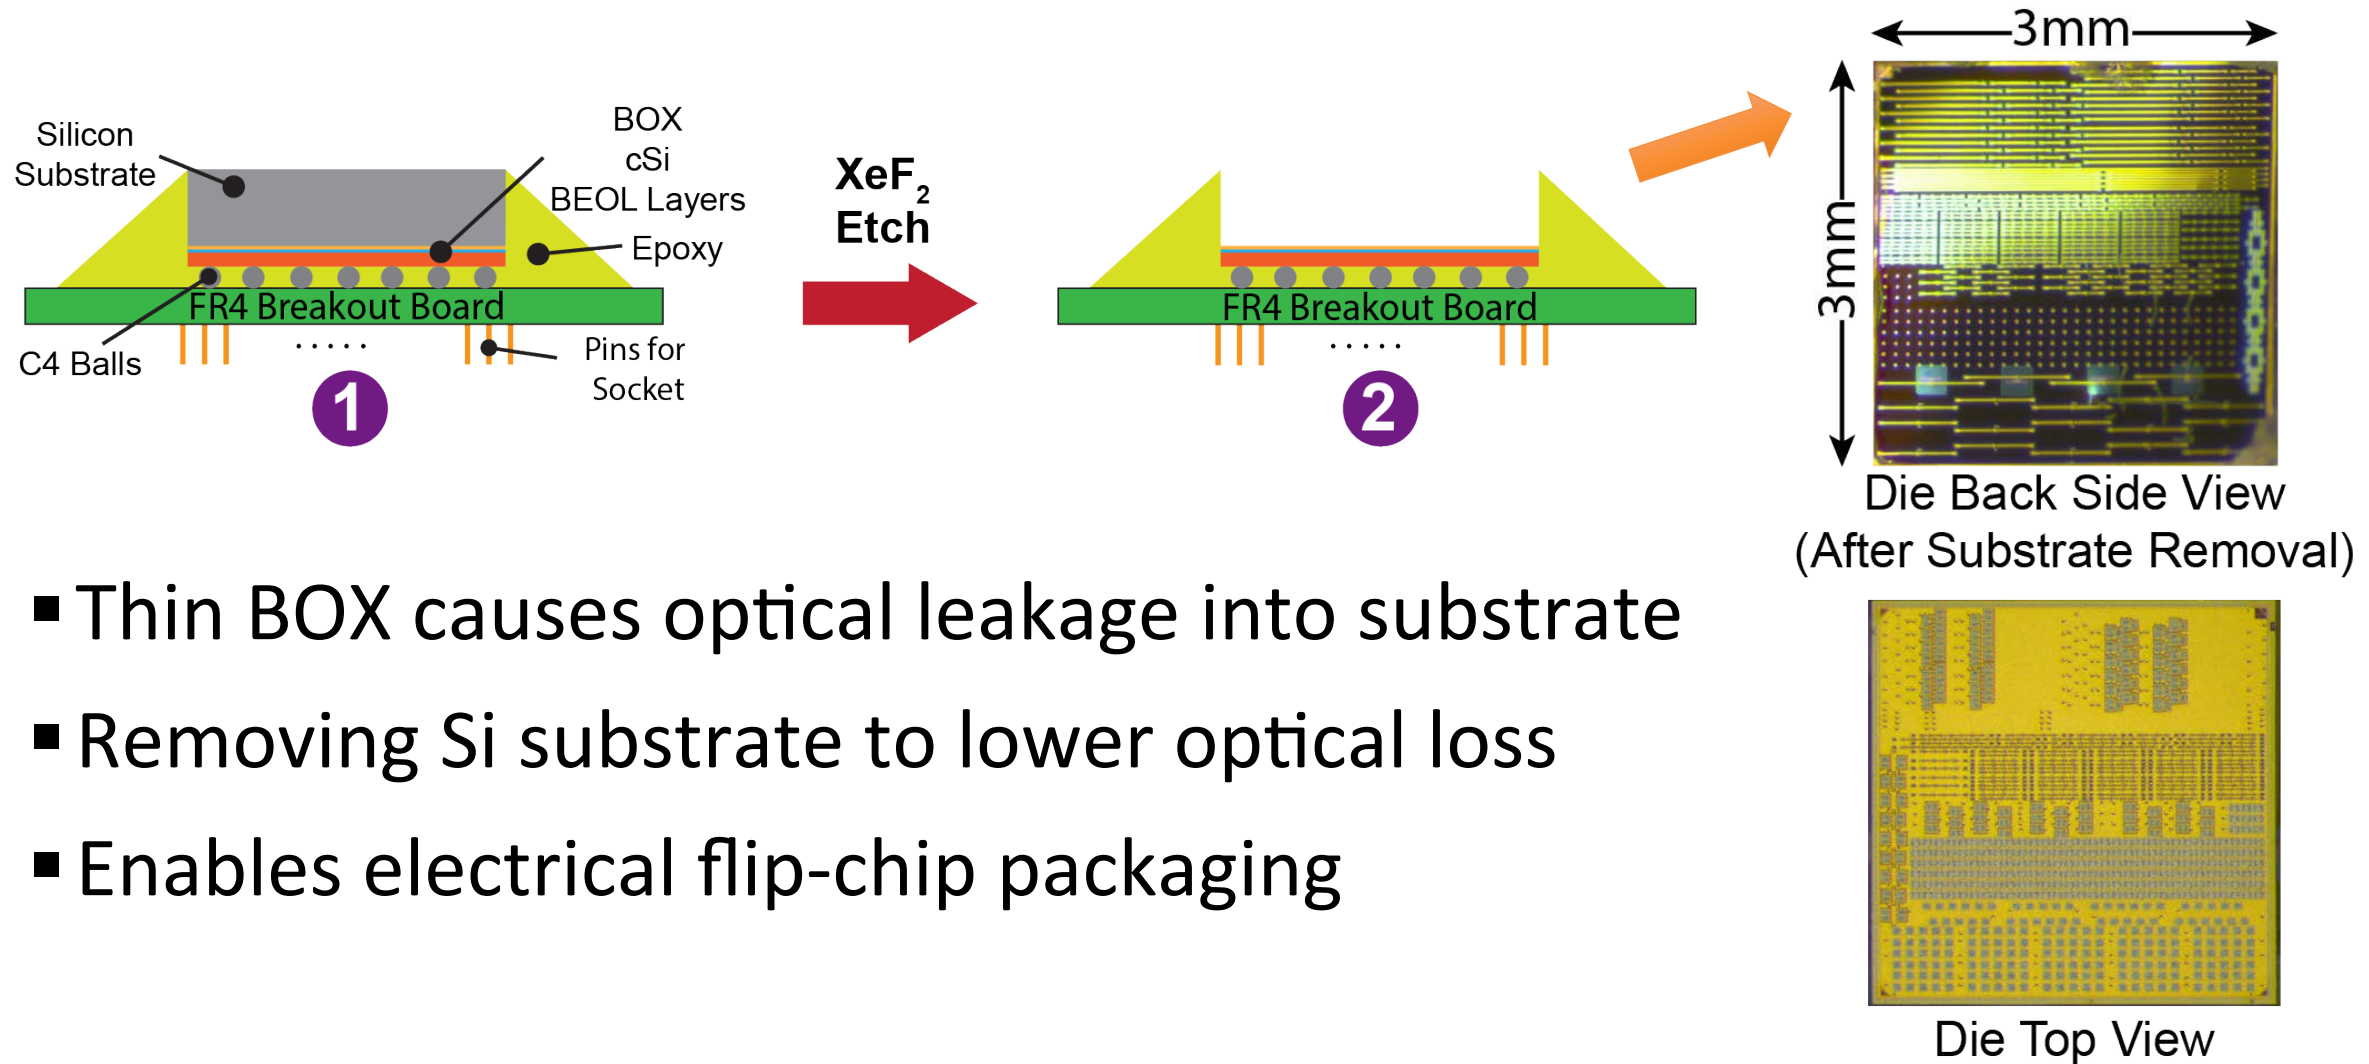 Silicon
Substrate
BOX
cSi
BEOL Layers
Epoxy
FR4 Breakout Board
C4 Balls
Pins for
Socket
.....
1
XeF2
Etch
FR4 Breakout Board
.....
2
3mm
3mm
Die Back Side View
(After Substrate Removal)
▪ Thin BOX causes optical leakage into substrate
▪ Removing Si substrate to lower optical loss
▪ Enables electrical flip-chip packaging
Die Top View